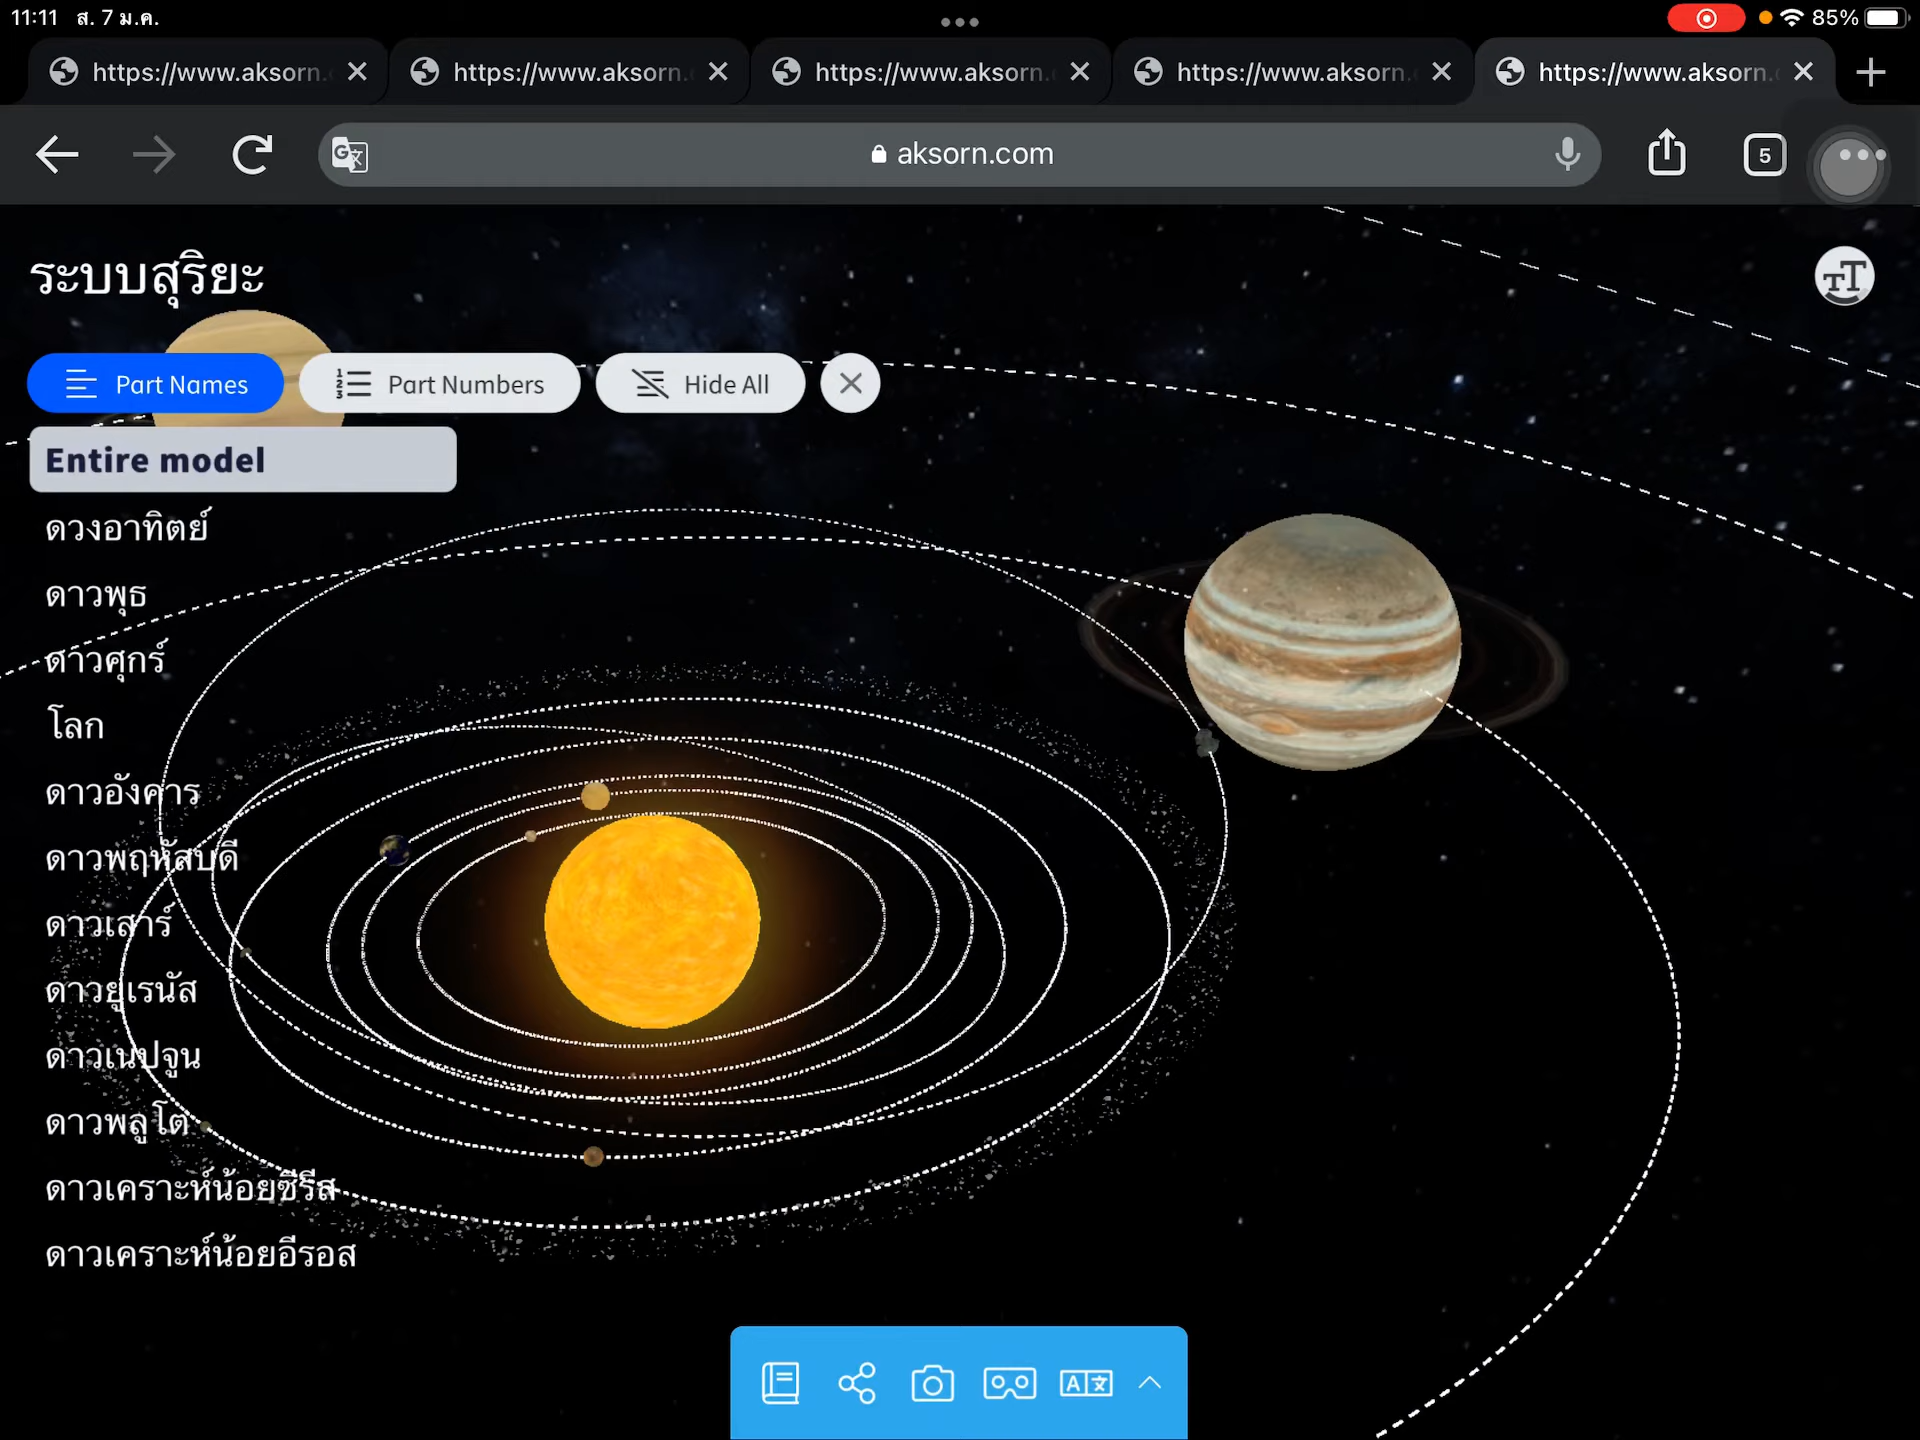 11:11 ส. 7 ม.ค.
85%
https://www.aksorn.
https://www.aksorn.
https://www.aksorn.
https://www.aksorn.
https://www.aksorn.
aksorn.com
5
ระบบสุริยะ
TT
Part Names
Part Numbers
Hide All
Entire model
ดวงอาทิตย์
ดาวพุธ
ดาวศุกร์
โลก
ดาวอังคาร
ดาวพฤหัสบดี
ดาวเสาร์
ดาวยูเรนัส
ดาวเนปจูน
ดาวพลูโต
ดาวเคราะห์น้อยซีรีส
ดาวเคราะห์น้อยอีรอส